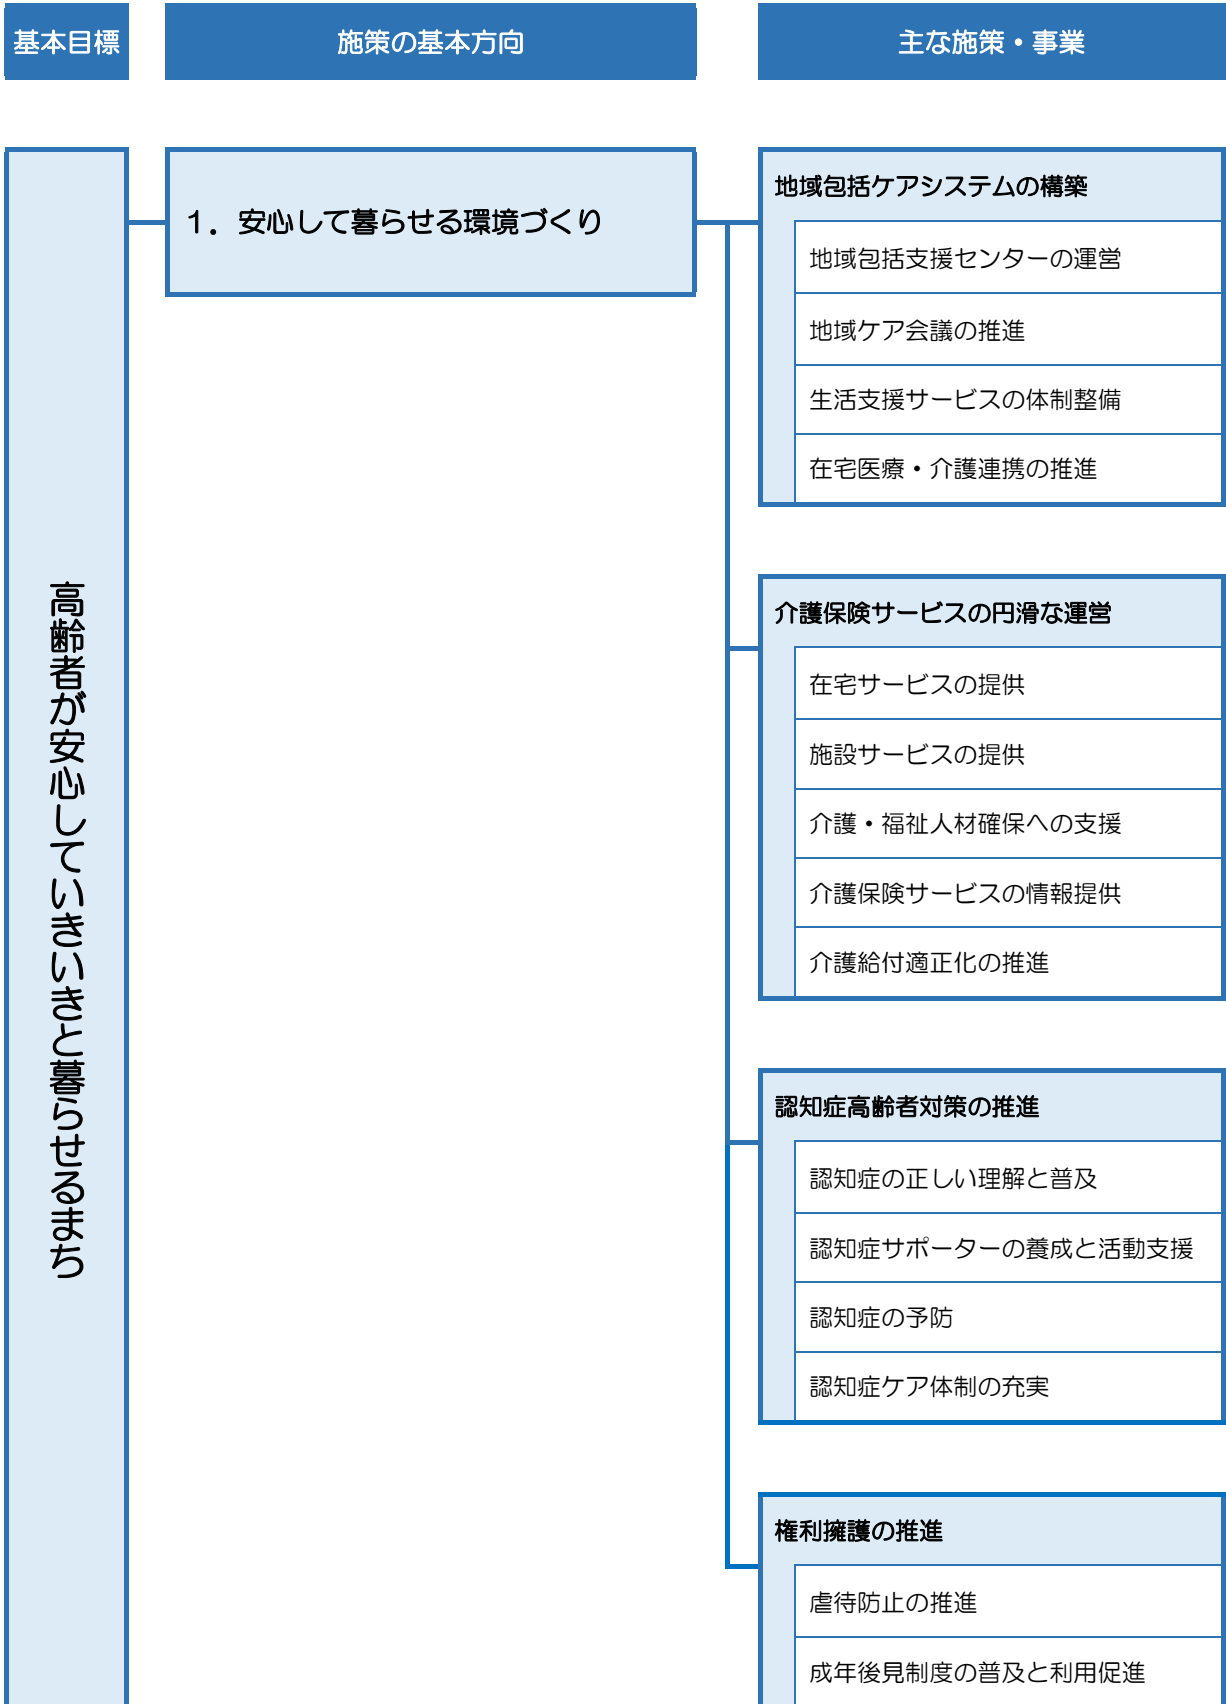 基本目標
施策の基本方向
主な施策・事業
高齢者が安心していきいきと暮らせるまち
1．安心して暮らせる環境づくり
地域包括ケアシステムの構築
地域包括支援センターの運営
地域ケア会議の推進
生活支援サービスの体制整備
在宅医療・介護連携の推進
介護保険サービスの円滑な運営
在宅サービスの提供
施設サービスの提供
介護・福祉人材確保への支援
介護保険サービスの情報提供
介護給付適正化の推進
認知症高齢者対策の推進
認知症の正しい理解と普及
認知症サポーターの養成と活動支援
認知症の予防
認知症ケア体制の充実
権利擁護の推進
虐待防止の推進
成年後見制度の普及と利用促進